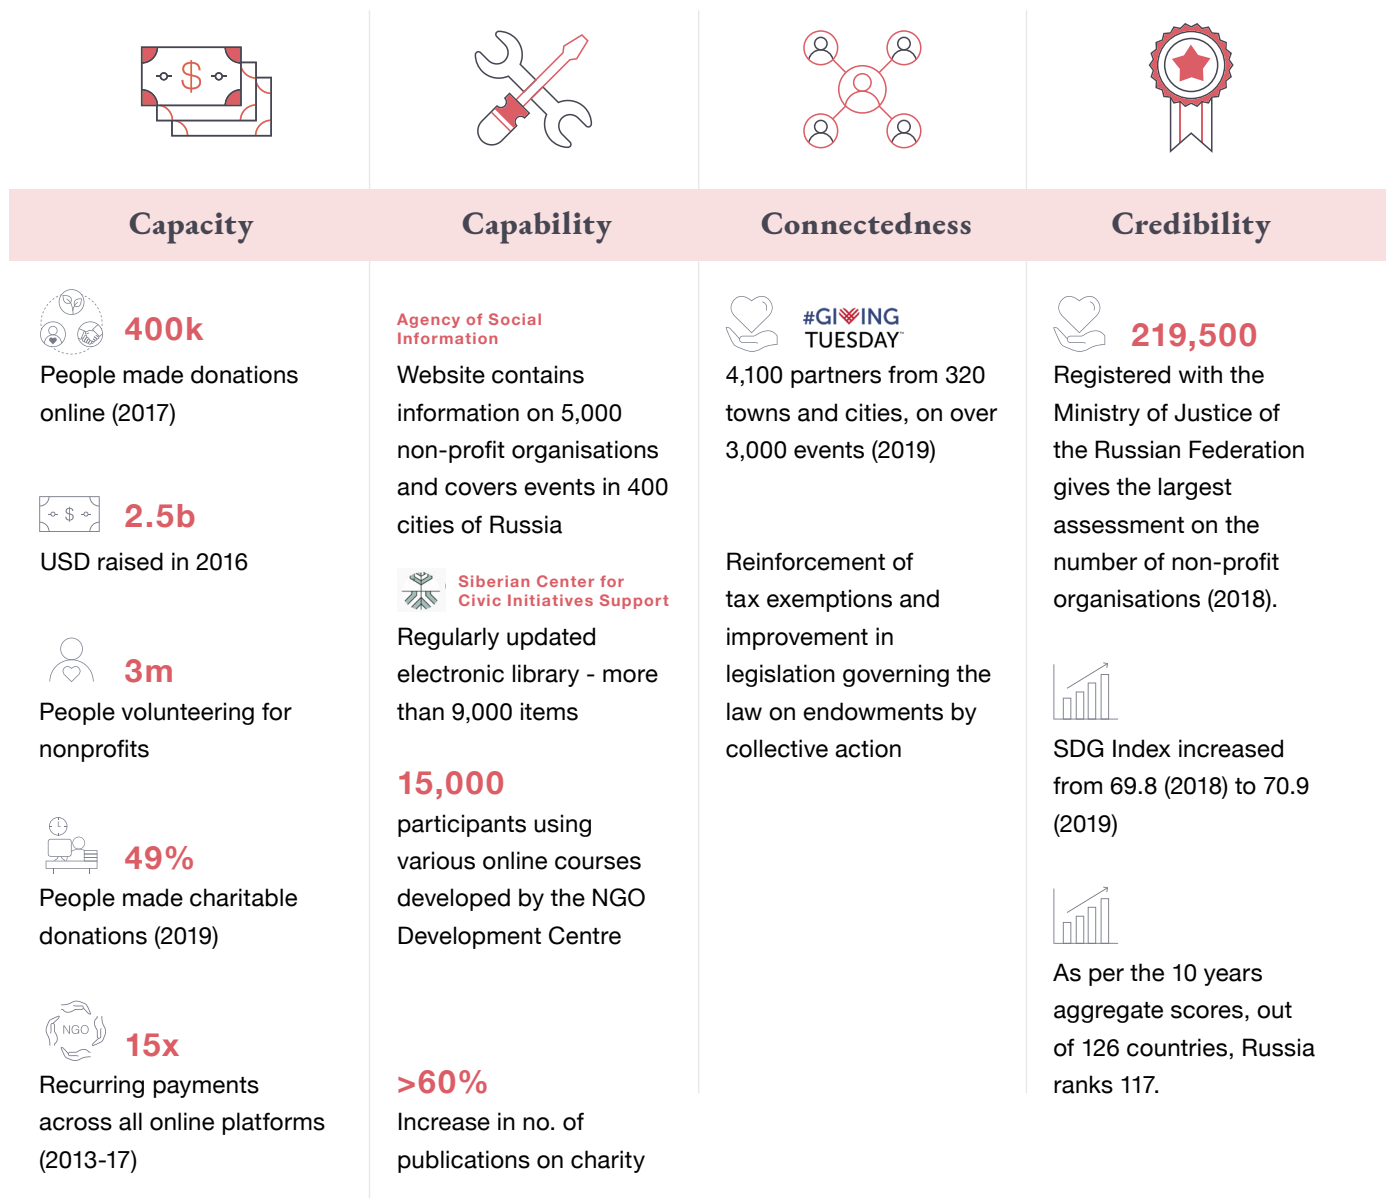 Capacity
400k
People made donations
online (2017)
$
2.5b
USD raised in 2016
3m
People volunteering for
nonprofits
49%
People made charitable
donations (2019)
NGO
15x
Recurring payments
across all online platforms
(2013-17)
$
Capability
Agency of Social
Information
Website contains
information on 5,000
non-profit organisations
and covers events in 400
cities of Russia
Siberian Center for
Civic Initiatives Support
Regularly updated
electronic library - more
than 9,000 items
15,000
participants using
various online courses
developed by the NGO
Development Centre
>60%
Increase in no. of
publications on charity
Connectedness
#GIVING
TUESDAY™
4,100 partners from 320
towns and cities, on over
3,000 events (2019)
Reinforcement of
tax exemptions and
improvement in
legislation governing the
law on endowments by
collective action
Credibility
219,500
Registered with the
Ministry of Justice of
the Russian Federation
gives the largest
assessment on the
number of non-profit
organisations (2018).
SDG Index increased
from 69.8 (2018) to 70.9
(2019)
As per the 10 years
aggregate scores, out
of 126 countries, Russia
ranks 117.